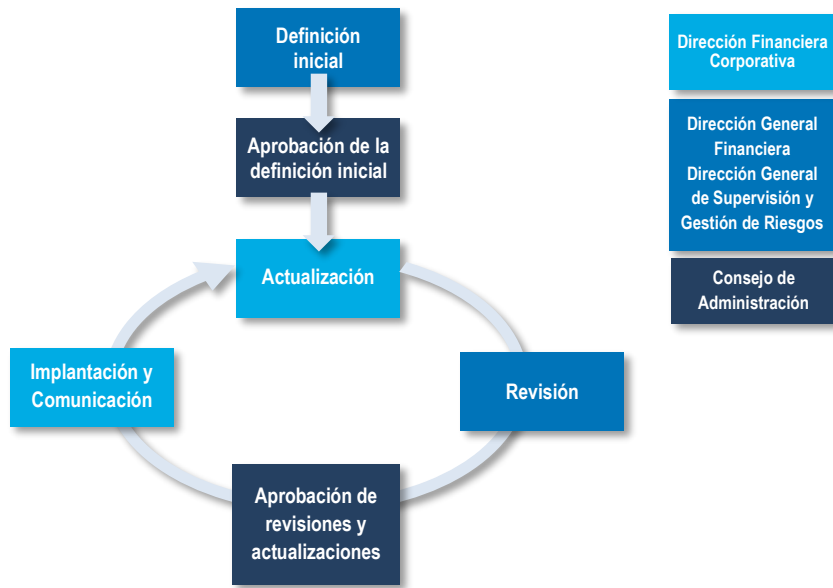 Definición
inicial
Aprobación de la
definición inicial
Actualización
Revisión
Aprobación de
revisiones y
actualizaciones
Implantación y
Comunicación
Dirección Financiera
Corporativa
Dirección General
Financiera
Dirección General
de Supervisión y
Gestión de Riesgos
Consejo de
Administración